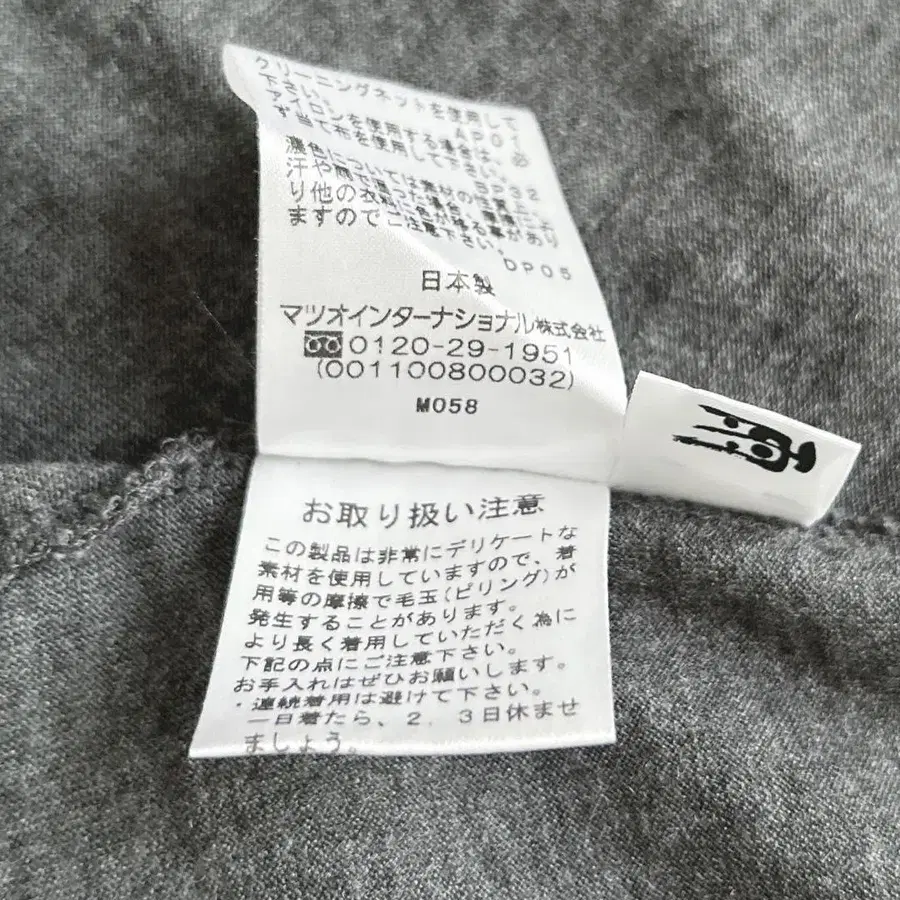 クリーニングネットを使用して
下さい。 AP01
アイロンを使用する場合は、必
ず当て布を使用して下さい。
SP32
濃色については素材の性質上、
汗や雨で湿った場合、摩擦によ
り他の衣料に色が移る事があり
ますのでご注意下さい。
DP05
日本製
マツオインターナショナル株式会社
0120-29-1951
(001100800032)
M058
お取り扱い注意
この製品は非常にデリケートな
素材を使用していますので、着
用等の摩擦で毛玉(ピリング)が
発生することがあります。
より長く着用していただく為に
下記の点にご注意下さい。
お手入れはぜひお願いします。
・連続着用は避けて下さい。
一日着たら、2、3日休ませ
ましょう。